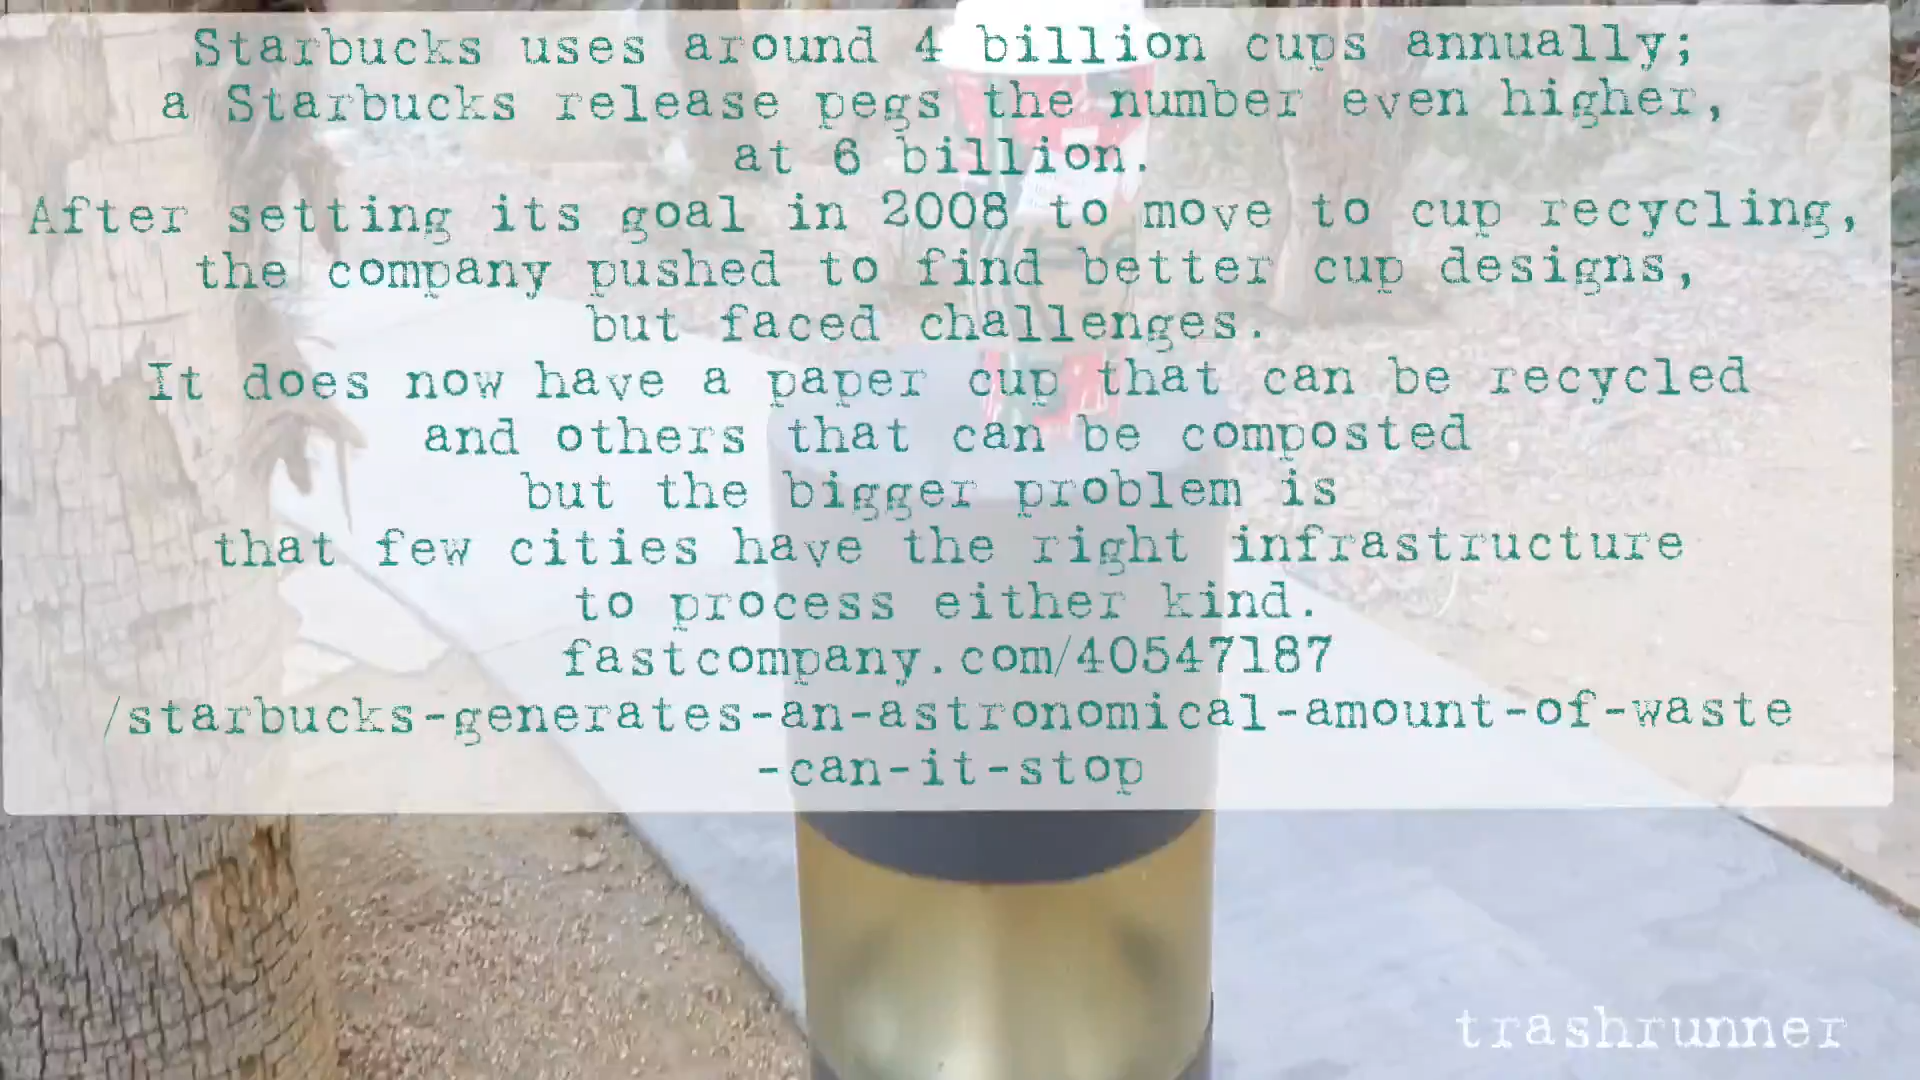 Starbucks uses around 4 billion cups annually;
a Starbucks release pegs the number even higher,
at 6 billion.
After setting its goal in 2008 to move to cup recycling,
the company pushed to find better cup designs,
but faced challenges.
It does now have a paper cup that can be recycled
and others that can be composted
but the bigger problem is
that few cities have the right infrastructure
to process either kind.
fastcompany.com/40547187
/starbucks-generates-an-astronomical-amount-of-waste
-can-it-stop
trashrunner